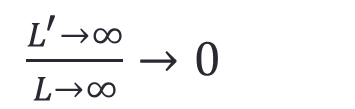 L′→∞ / L→∞ → 0